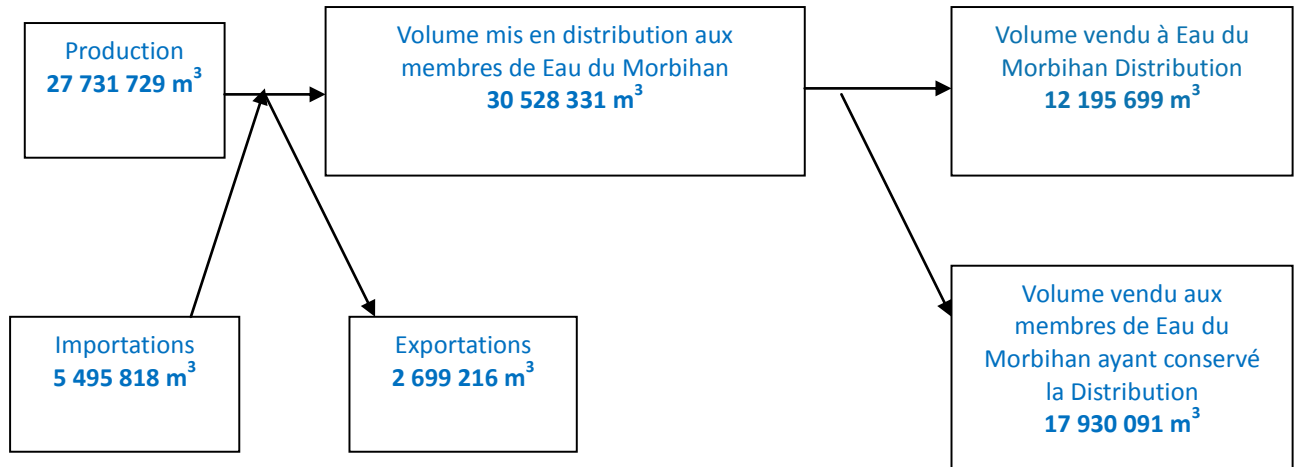 Production
27 731 729 m³
Volume mis en distribution aux
membres de Eau du Morbihan
30 528 331 m³
Volume vendu à Eau du
Morbihan Distribution
12 195 699 m³
Importations
5 495 818 m³
Exportations
2 699 216 m³
Volume vendu aux
membres de Eau du
Morbihan ayant conservé
la Distribution
17 930 091 m³